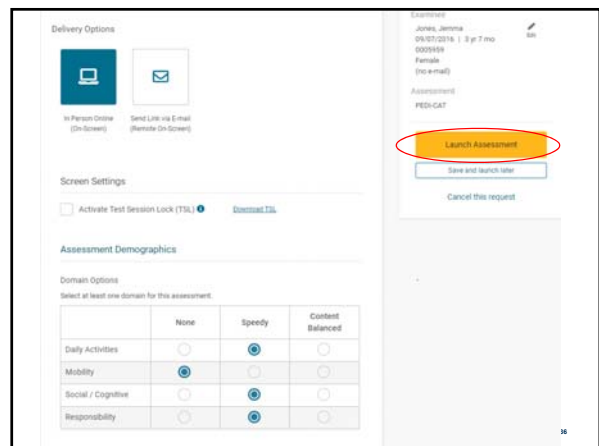 Delivery Options
In Person Online
(On-Screen)
Send Link via E-mail
(Remote On-Screen)
Screen Settings
Activate Test Session Lock (TSL)
Download TSL
Assessment Demographics
Domain Options
Select at least one domain for this assessment.
None Speedy Content Balanced
Daily Activities
Mobility
Social / Cognitive
Responsibility
Examinee
Jones, Jemma
09/07/2016 | 3 yr 7 mo
0005959
Female
(no e-mail)
Edit
Assessment
PEDI-CAT
Launch Assessment
Save and launch later
Cancel this request
36